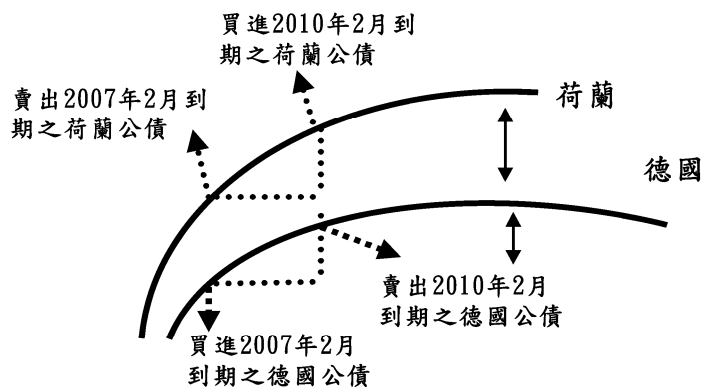 買進2010年2月到
期之荷蘭公債
賣出2007年2月到
期之荷蘭公債
荷蘭
德國
賣出2010年2月
到期之德國公債
買進2007年2月
到期之德國公債